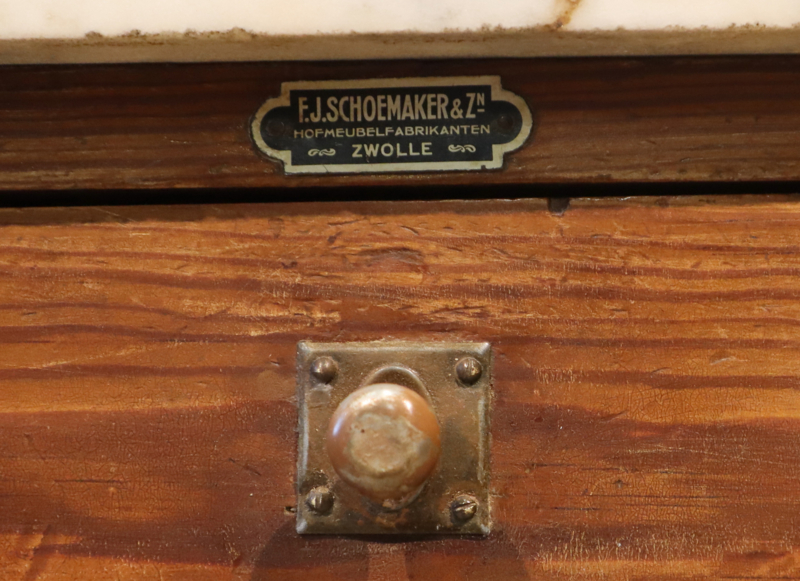 F.J.SCHOEMAKER & ZN
HOFMEUBELFABRIKANTEN
ZWOLLE